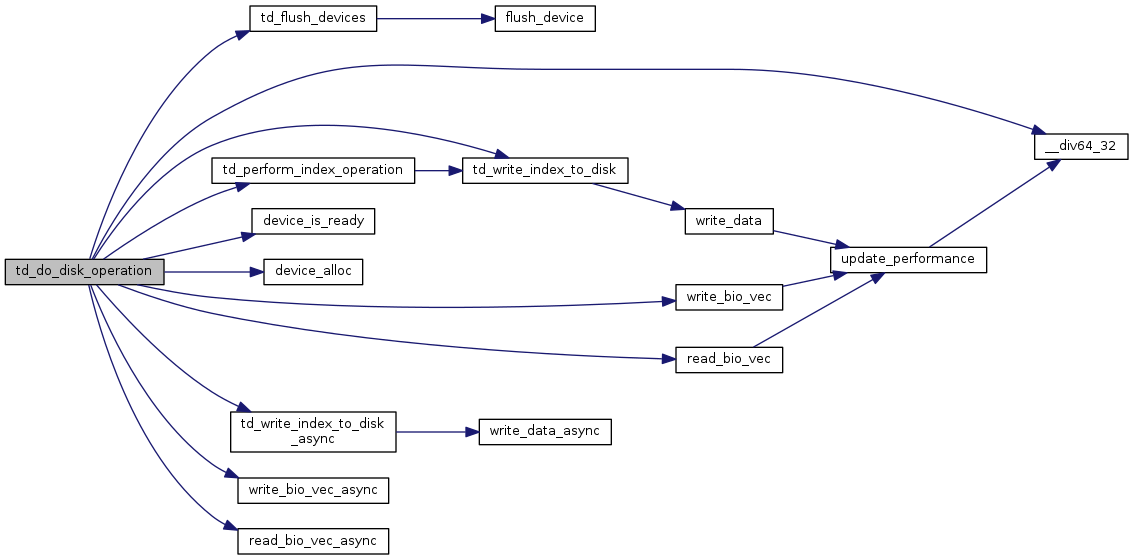 td_flush_devices
flush_device
__div64_32
td_perform_index_operation
td_write_index_to_disk
device_is_ready
write_data
update_performance
td_do_disk_operation
device_alloc
write_bio_vec
read_bio_vec
td_write_index_to_disk
_async
write_data_async
write_bio_vec_async
read_bio_vec_async